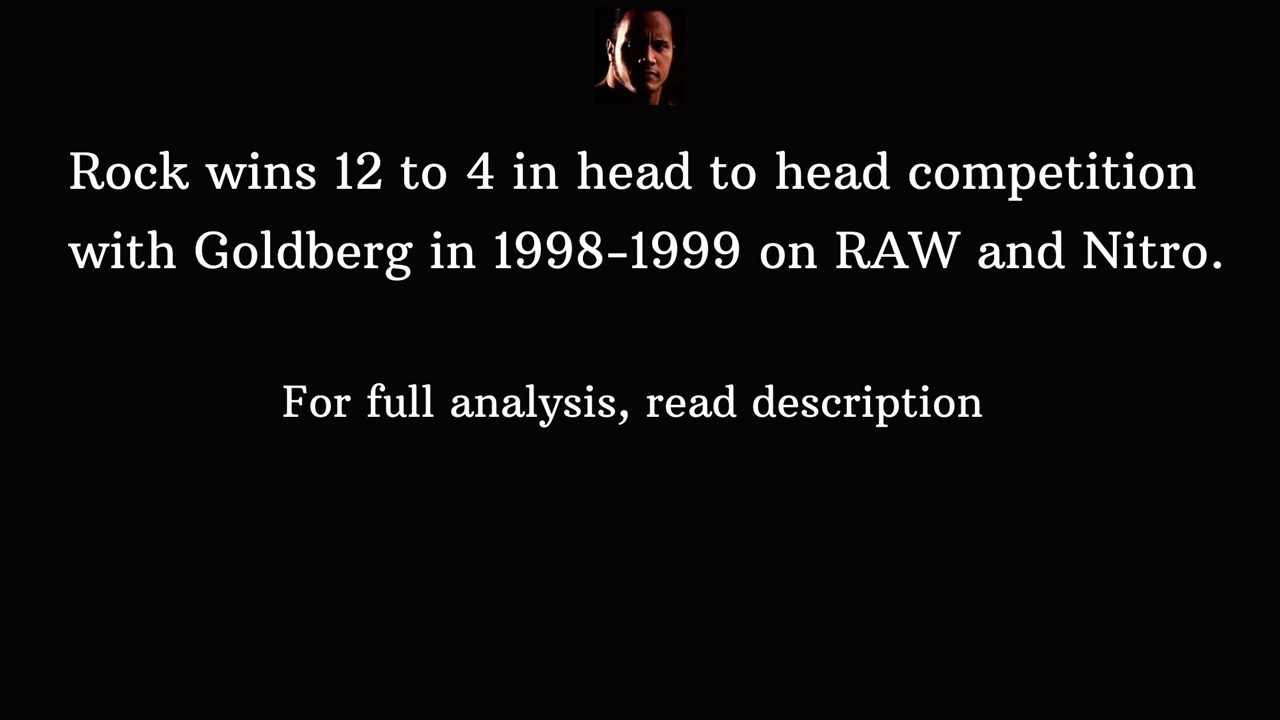 Rock wins 12 to 4 in head to head competition
with Goldberg in 1998-1999 on RAW and Nitro.
For full analysis, read description